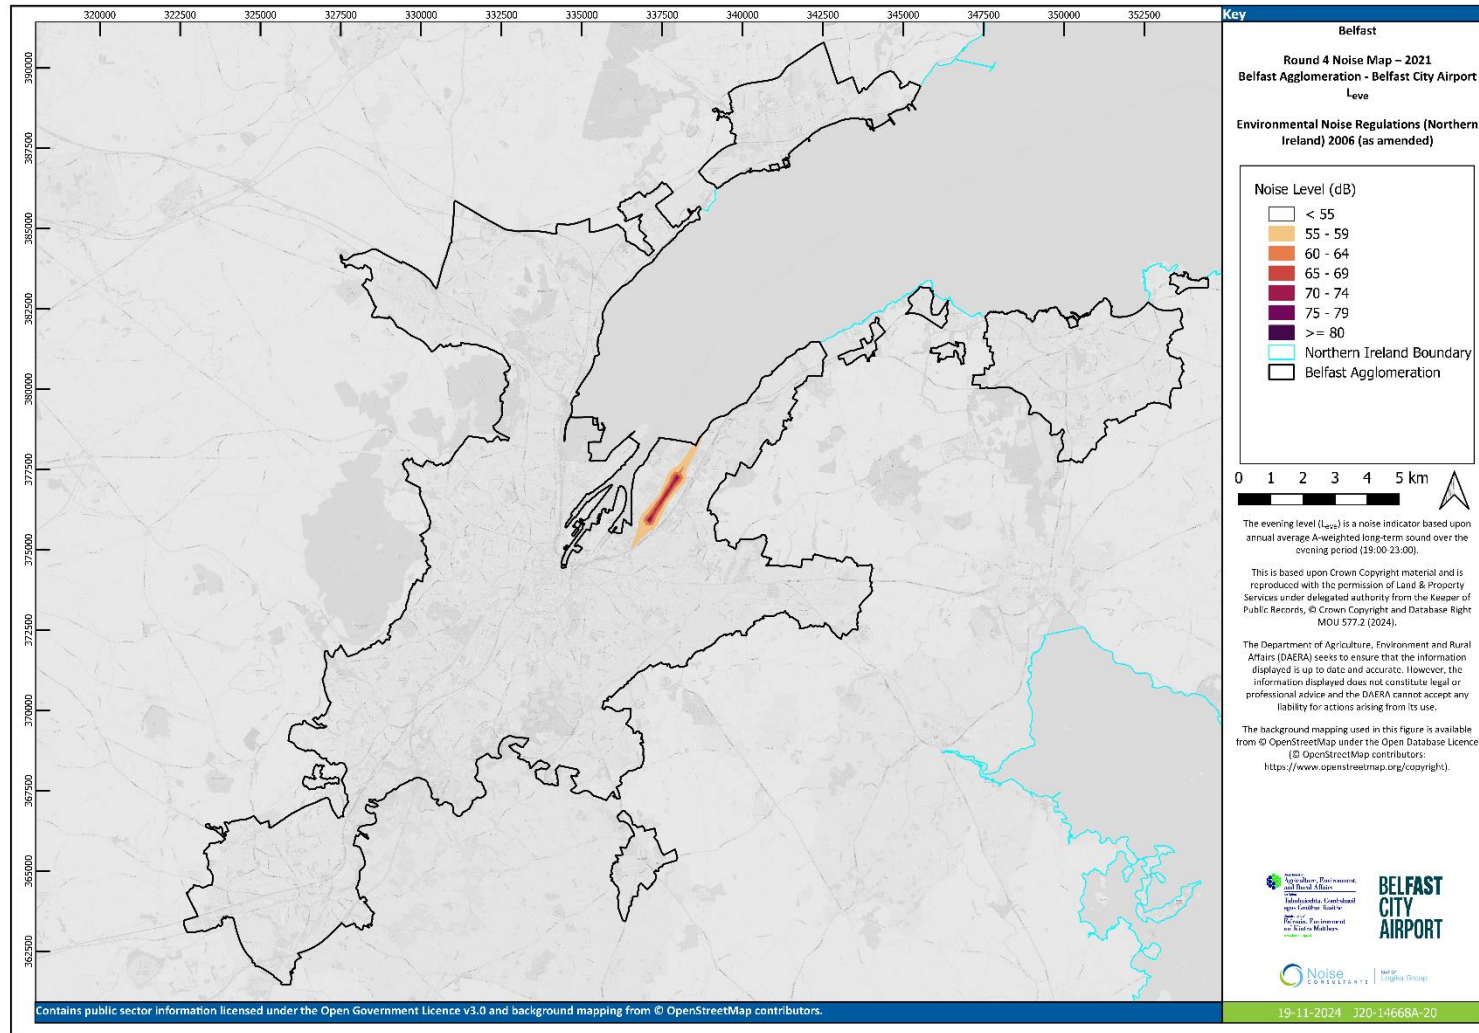 320000 322500 325000 327500 330000 332500 335000 337500 340000 342500 345000 347500 350000 352500
390000
387500
385000
382500
380000
377500
375000
372500
370000
367500
365000
362500
Key
Belfast
Round 4 Noise Map – 2021
Belfast Agglomeration - Belfast City Airport
Leve
Environmental Noise Regulations (Northern
Ireland) 2006 (as amended)
Noise Level (dB)
< 55
55 - 59
60 - 64
65 - 69
70 - 74
75 - 79
>= 80
Northern Ireland Boundary
Belfast Agglomeration
0 1 2 3 4 5 km
The evening level (Leve) is a noise indicator based upon
annual average A-weighted long-term sound over the
evening period (19:00-23:00).
This is based upon Crown Copyright material and is
reproduced with the permission of Land & Property
Services under delegated authority from the Keeper of
Public Records, © Crown Copyright and Database Right
MOU 577.2 (2024).
The Department of Agriculture, Environment and Rural
Affairs (DAERA) seeks to ensure that the information
displayed is up to date and accurate. However, the
information displayed does not constitute legal or
professional advice and the DAERA cannot accept any
liability for actions arising from its use.
The background mapping used in this figure is available
from © OpenStreetMap under the Open Database Licence
(© OpenStreetMap contributors:
https://www.openstreetmap.org/copyright).
Agriculture, Environment
and Rural Affairs
BELFAST
CITY
AIRPORT
Noise
CONSULTANTS
PART OF
Logika Group
Contains public sector information licensed under the Open Government Licence v3.0 and background mapping from © OpenStreetMap contributors.
19-11-2024 J20-14668A-20